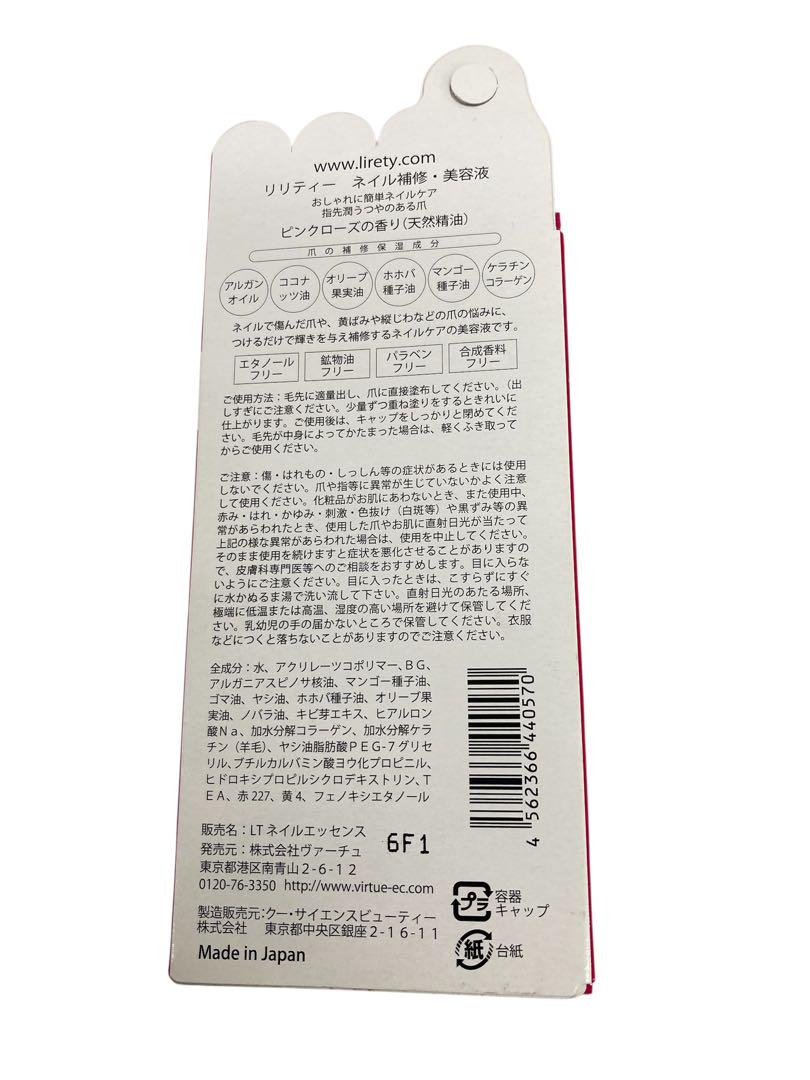 www.lirety.com
リリティー ネイル補修・美容液
おしゃれに簡単ネイルケア
指先潤うつやのある爪
ピンクローズの香り(天然精油)
爪の補修保湿成分
アルガンオイル
ココナッツ油
オリーブ果実油
ホホバ種子油
マンゴー種子油
ケラチンコラーゲン
ネイルで傷んだ爪や、黄ばみや縦じわなどの爪の悩みに、
つけるだけで輝きを与え補修するネイルケアの美容液です。
エタノールフリー
鉱物油フリー
パラベンフリー
合成香料フリー
ご使用方法:毛先に適量出し、爪に直接塗布してください。(出
しすぎにご注意ください。少量ずつ重ね塗りをするときれいに
仕上がります。ご使用後は、キャップをしっかりと閉めてくだ
さい。毛先が中身によってかたまった場合は、軽くふき取って
からご使用ください。
ご注意:傷・はれもの・しっしん等の症状があるときには使用
しないでください。爪や指等に異常が生じていないかよく注意
して使用ください。化粧品がお肌にあわないとき、また使用中、
赤み・はれ・かゆみ・刺激・色抜け(白斑等)や黒ずみ等の異
常があらわれたとき、使用した爪やお肌に直射日光が当たって
上記の様な異常があらわれた場合は、使用を中止してください。
そのまま使用を続けますと症状を悪化させることがありますの
で、皮膚科専門医等へのご相談をおすすめします。目に入らな
いようにご注意ください。目に入ったときは、こすらずにすぐ
に水かぬるま湯で洗い流して下さい。直射日光のあたる場所、
極端に低温または高温、湿度の高い場所を避けて保管してくだ
さい。乳幼児の手の届かないところで保管してください。衣服
などにつくと落ちないことがありますのでご注意ください。
全成分:水、アクリレーツコポリマー、BG、
アルガニアスピノサ核油、マンゴー種子油、
ゴマ油、ヤシ油、ホホバ種子油、オリーブ果
実油、ノバラ油、キビ芽エキス、ヒアルロン
酸Na、加水分解コラーゲン、加水分解ケラ
チン(羊毛)、ヤシ油脂肪酸PEG-7グリセ
リル、ブチルカルバミン酸ヨウ化プロピニル、
ヒドロキシプロピルシクロデキストリン、T
EA、赤227、黄4、フェノキシエタノール
4 562366 440570
販売名:LTネイルエッセンス
発売元:株式会社ヴァーチュ
6F1
東京都港区南青山2-6-12
0120-76-3350 http://www.virtue-ec.com
製造販売元:クー・サイエンスビューティー
株式会社 東京都中央区銀座2-16-11
Made in Japan
プラ 容器
キャップ
紙 台紙